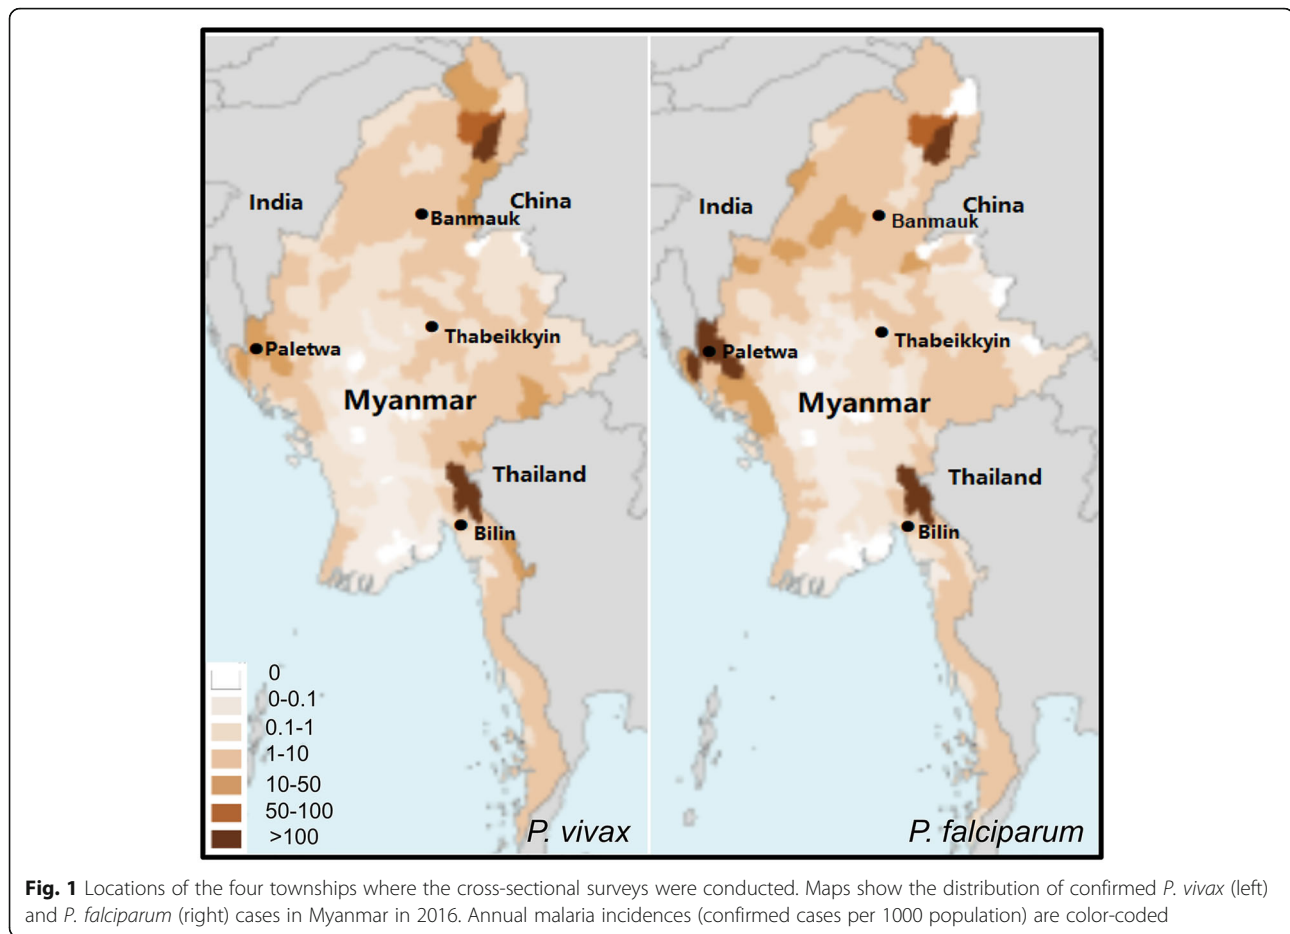 India
China
Banmauk
Thabeikkyin
Paletwa
Myanmar
Thailand
Bilin
0
0-0.1
0.1-1
1-10
10-50
50-100
>100
P. vivax
India
China
Banmauk
Thabeikkyin
Paletwa
Myanmar
Thailand
Bilin
P. falciparum
Fig. 1 Locations of the four townships where the cross-sectional surveys were conducted. Maps show the distribution of confirmed P. vivax (left)
and P. falciparum (right) cases in Myanmar in 2016. Annual malaria incidences (confirmed cases per 1000 population) are color-coded